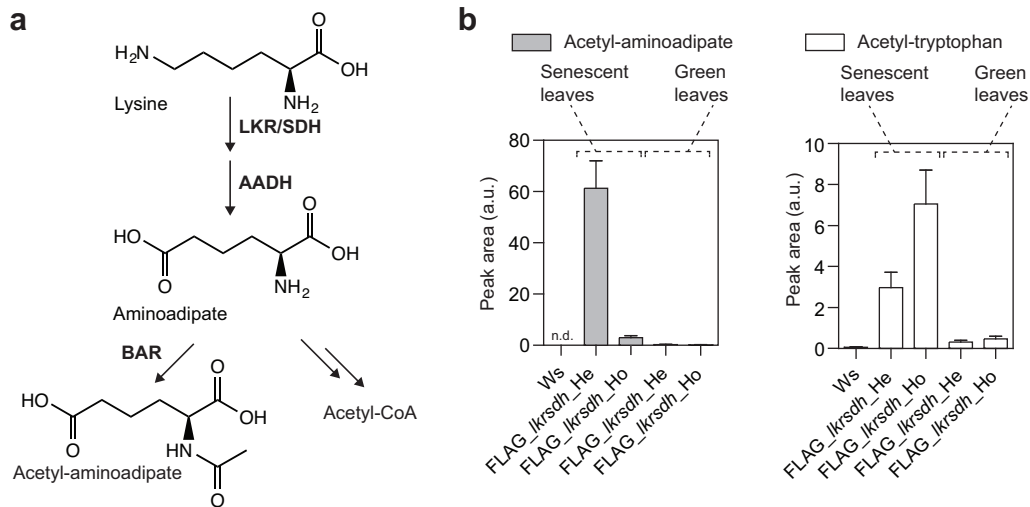 a
H₂N
O
OH
NH₂
Lysine
LKR/SDH
AADH
HO
O
O
OH
NH₂
Aminoadipate
BAR
Acetyl-CoA
HO
O
O
OH
HN
O
Acetyl-aminoadipate
b
Acetyl-aminoadipate
Senescent
leaves
Green
leaves
Peak area (a.u.)
80
60
40
20
0
n.d.
Ws
FLAG_lkrsdh_He
FLAG_lkrsdh_Ho
FLAG_lkrsdh_He
FLAG_lkrsdh_Ho
Acetyl-tryptophan
Senescent
leaves
Green
leaves
Peak area (a.u.)
10
8
6
4
2
0
Ws
FLAG_lkrsdh_He
FLAG_lkrsdh_Ho
FLAG_lkrsdh_He
FLAG_lkrsdh_Ho